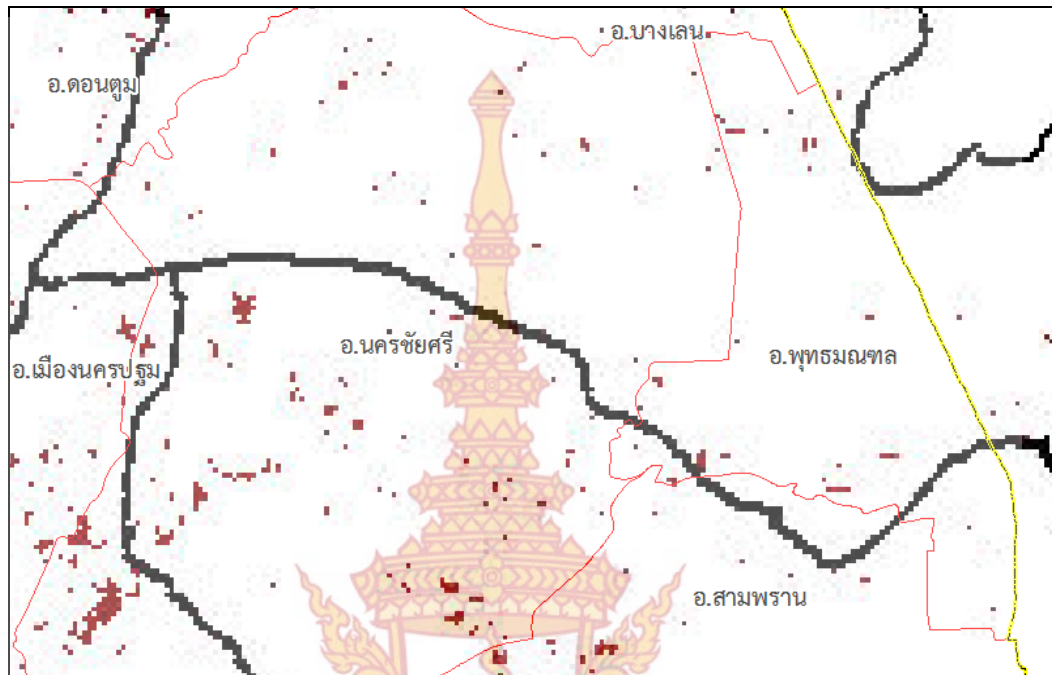 อ.บางเลน
อ.ดอนตูม
อ.นครชัยศรี
อ.พุทธมณฑล
อ.เมืองนครปฐม
อ.สามพราน